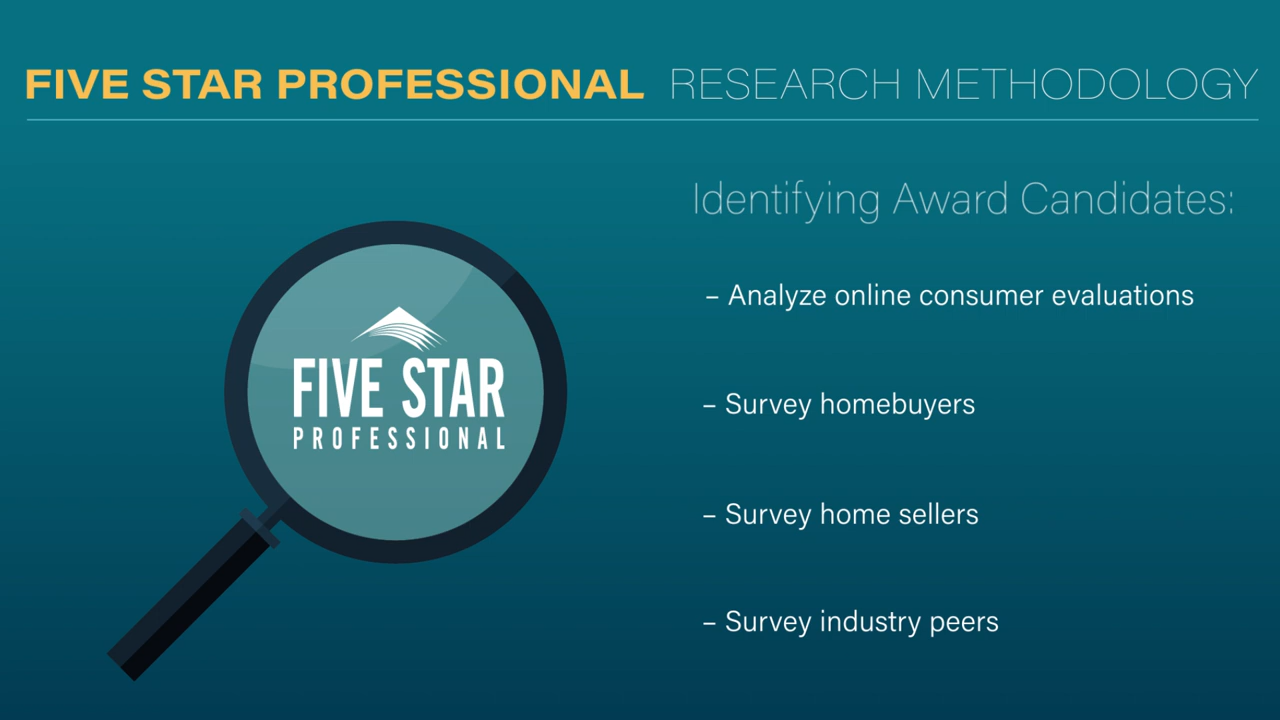 FIVE STAR PROFESSIONAL RESEARCH METHODOLOGY
Identifying Award Candidates:
– Analyze online consumer evaluations
– Survey homebuyers
– Survey home sellers
– Survey industry peers
FIVE STAR
PROFESSIONAL